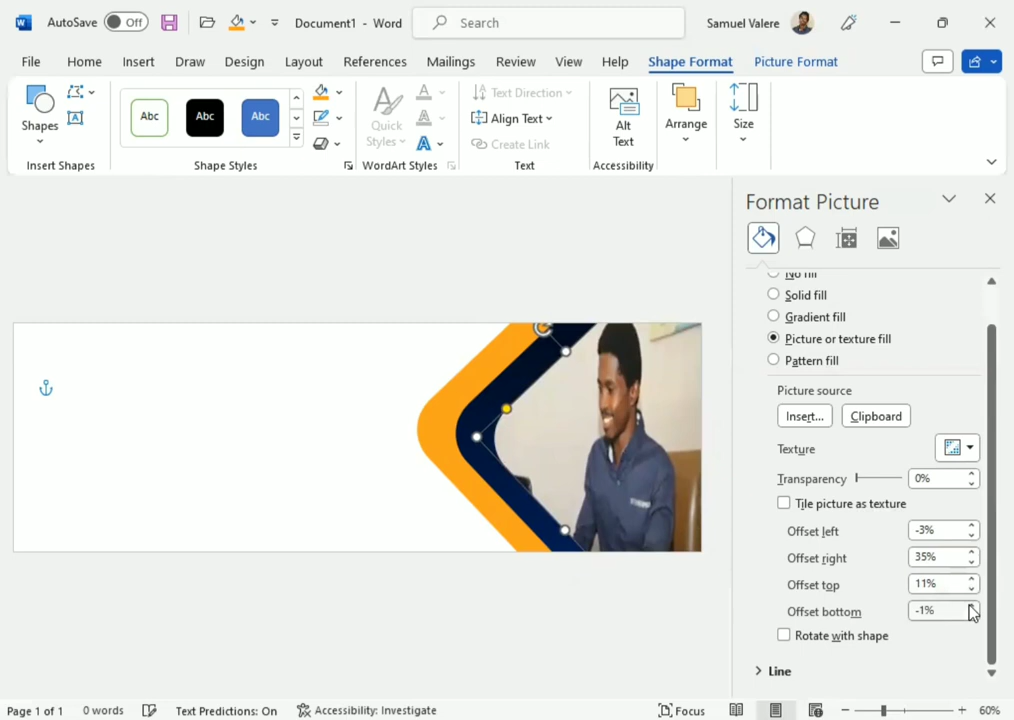 AutoSave Off Document1 - Word Search Samuel Valere
File Home Insert Draw Design Layout References Mailings Review View Help Shape Format Picture Format
Shapes
Insert Shapes
Abc Abc Abc
Shape Styles
Quick
Styles
WordArt Styles
Text Direction
Align Text
Create Link
Text
Alt
Text
Accessibility
Arrange
Size
Format Picture
No fill
Solid fill
Gradient fill
Picture or texture fill
Pattern fill
Picture source
Insert... Clipboard
Texture
Transparency 0%
Tile picture as texture
Offset left -3%
Offset right 35%
Offset top 11%
Offset bottom -1%
Rotate with shape
Line
Page 1 of 1 0 words Text Predictions: On Accessibility: Investigate Focus 60%